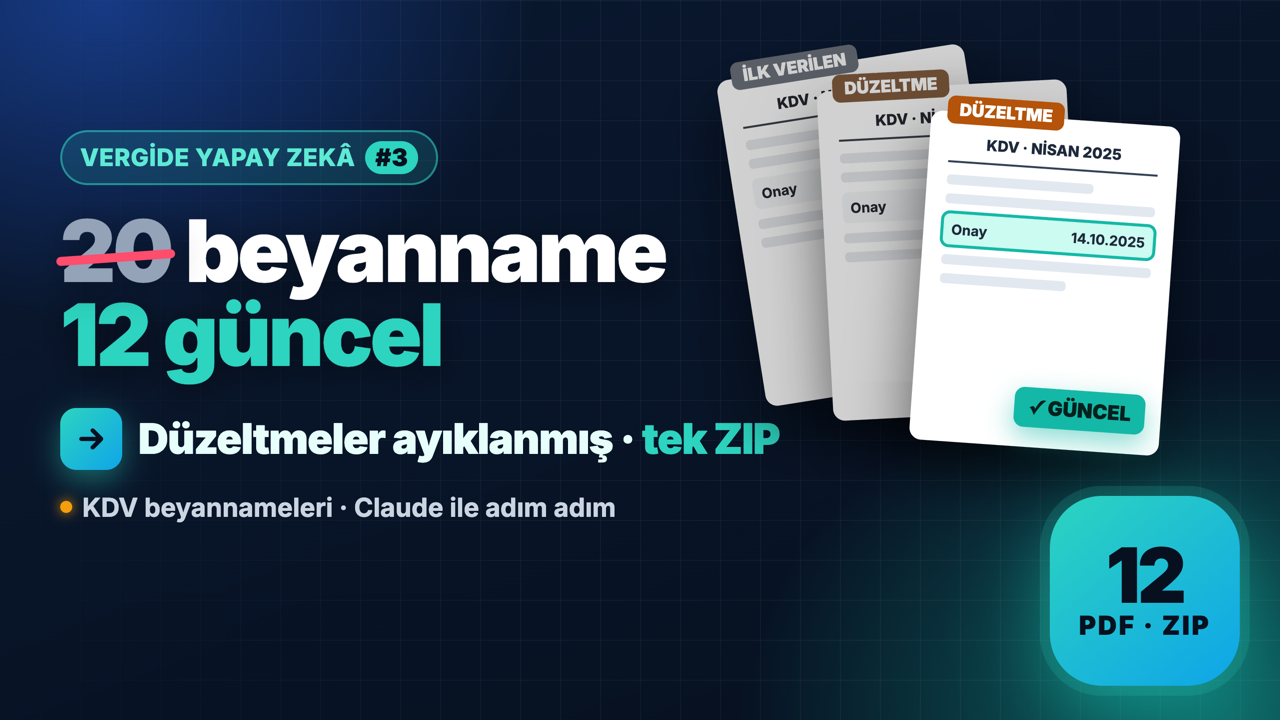 VERGİDE YAPAY ZEKÂ #3
20 beyanname
12 güncel
→ Düzeltmeler ayıklanmış · tek ZIP
KDV beyannameleri · Claude ile adım adım
İLK VERİLEN
KDV ·
Onay
DÜZELTME
KDV ·
Onay
DÜZELTME
KDV · NİSAN 2025
Onay 14.10.2025
✓ GÜNCEL
12
PDF · ZIP